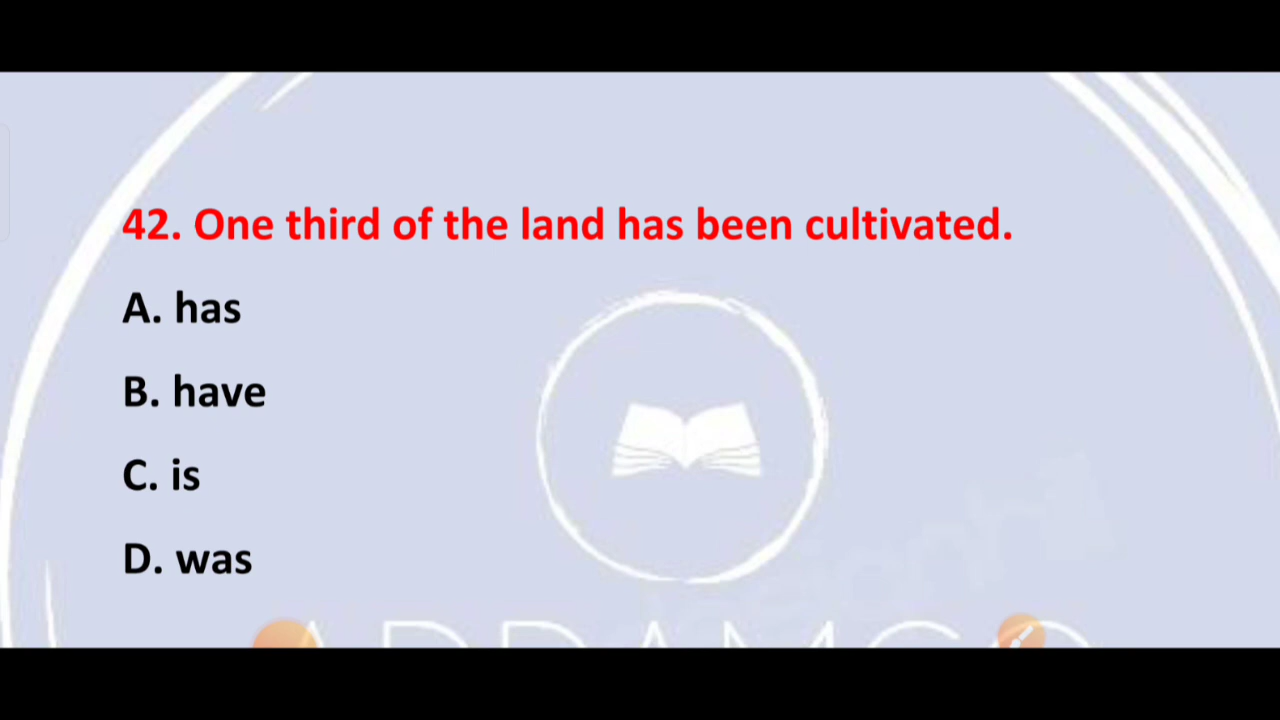 42. One third of the land has been cultivated.
A. has
B. have
C. is
D. was